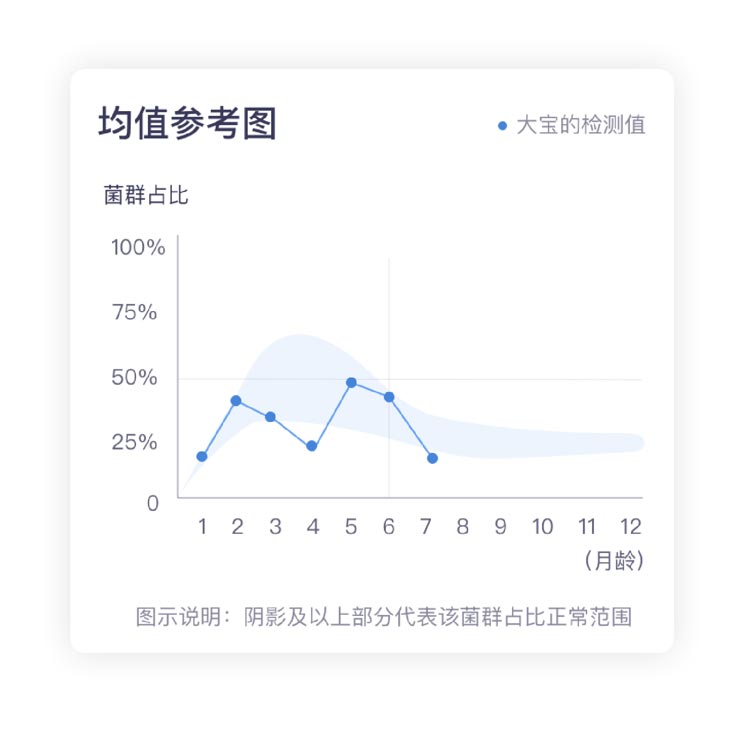 均值参考图
大宝的检测值
菌群占比
100%
75%
50%
25%
0
1 2 3 4 5 6 7 8 9 10 11 12
（月龄）
图示说明：阴影及以上部分代表该菌群占比正常范围